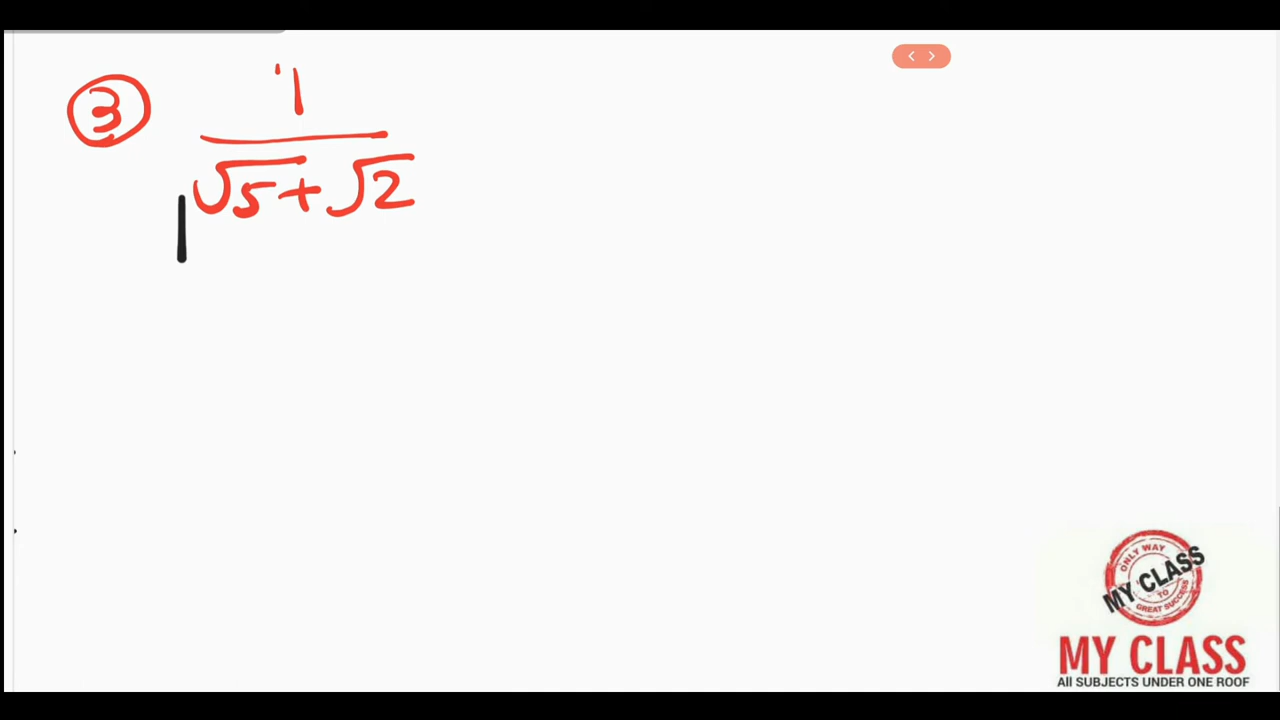 ③ 1
√5 + √2
ONLY WAY
MY CLASS
TO
GREAT SUCCESS
MY CLASS
All SUBJECTS UNDER ONE ROOF